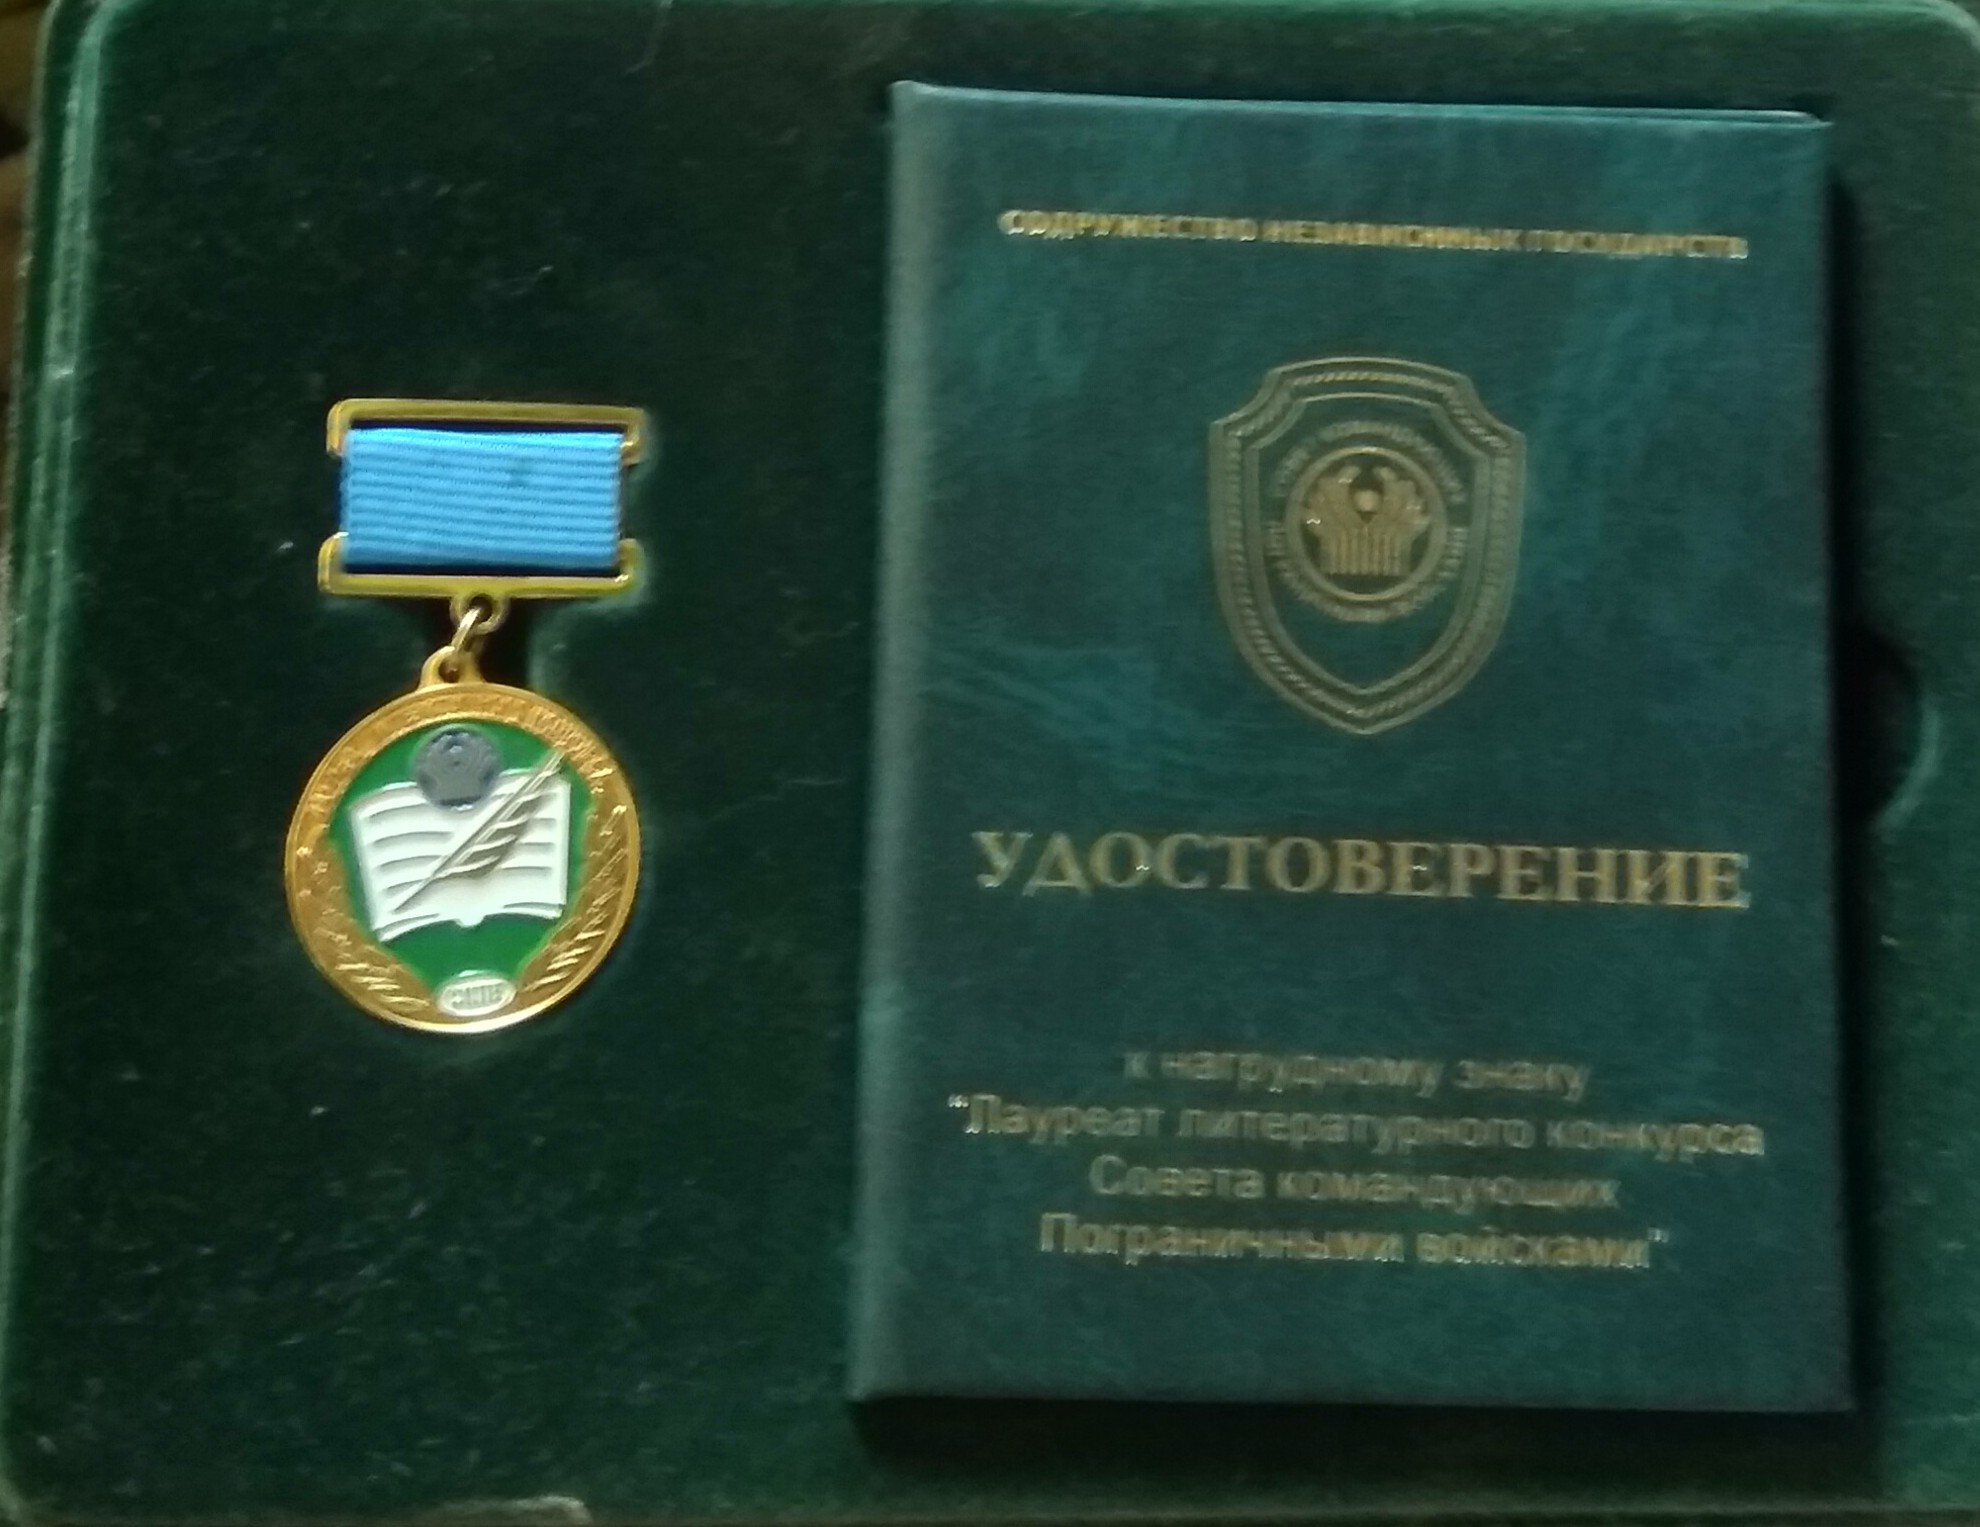 СОДРУЖЕСТВО НЕЗАВИСИМЫХ ГОСУДАРСТВ
УДОСТОВЕРЕНИЕ
к нагрудному знаку
"Лауреат литературного конкурса
Совета командующих
Пограничными войсками"